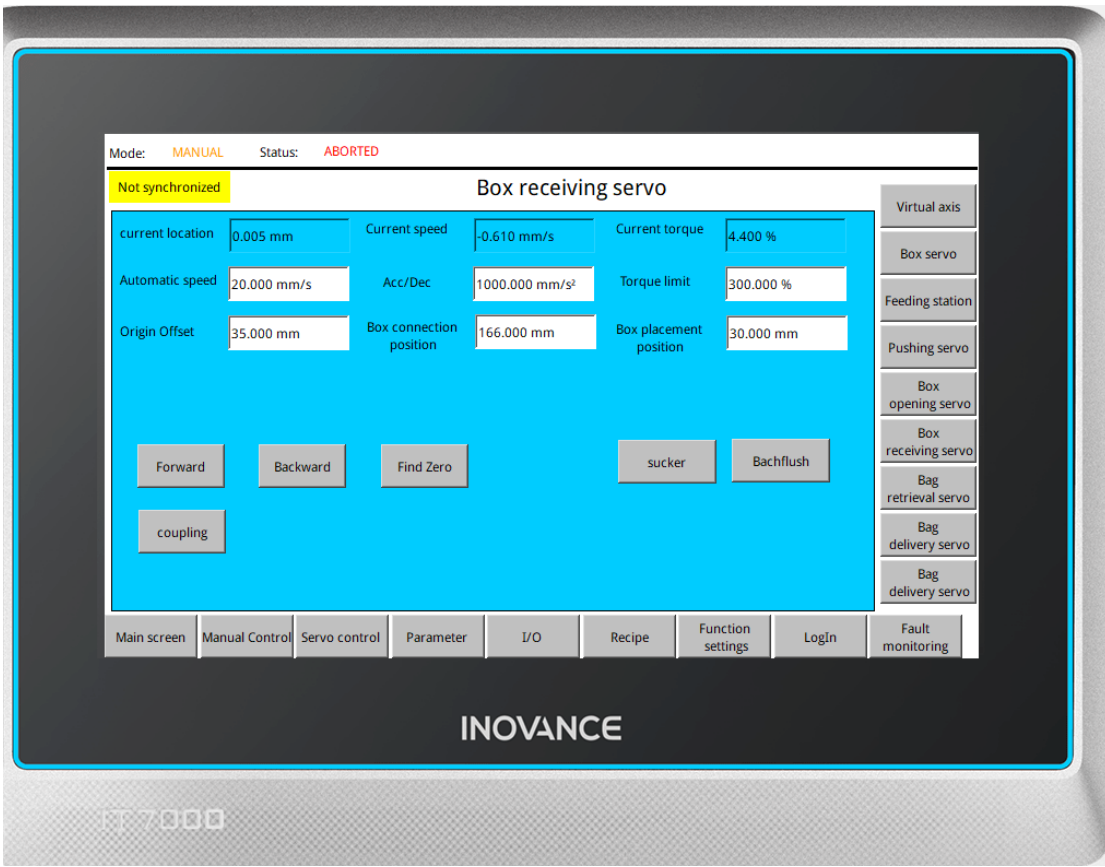 Mode: MANUAL Status: ABORTED
Not synchronized
Box receiving servo
current location 0.005 mm Current speed -0.610 mm/s Current torque 4.400 %
Automatic speed 20.000 mm/s Acc/Dec 1000.000 mm/s² Torque limit 300.000 %
Origin Offset 35.000 mm Box connection position 166.000 mm Box placement position 30.000 mm
Forward Backward Find Zero sucker Bachflush
coupling
Virtual axis
Box servo
Feeding station
Pushing servo
Box
opening servo
Box
receiving servo
Bag
retrieval servo
Bag
delivery servo
Bag
delivery servo
Main screen Manual Control Servo control Parameter I/O Recipe Function settings LogIn Fault monitoring
INOVANCE
IT7000